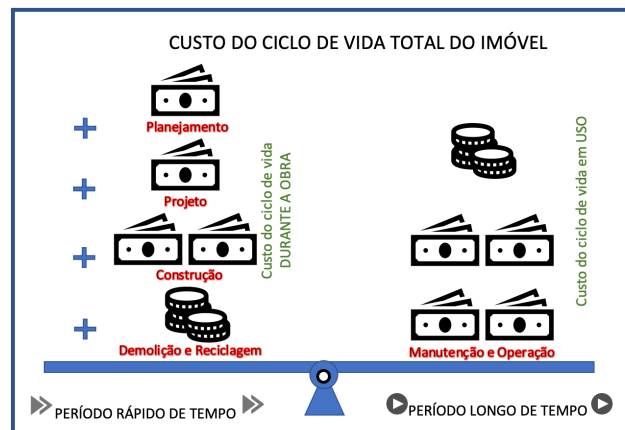 CUSTO DO CICLO DE VIDA TOTAL DO IMÓVEL
Planejamento
Projeto
Construção
Demolição e Reciclagem
Custo do ciclo de vida
DURANTE A OBRA
Custo do ciclo de vida em USO
Manutenção e Operação
PERÍODO RÁPIDO DE TEMPO
PERÍODO LONGO DE TEMPO